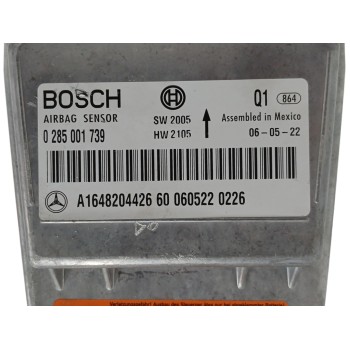 BOSCH
SW 2005
Q1 864
AIRBAG SENSOR
HW 2105
Assembled in Mexico
0 285 001 739
06-05-22
A1648204426 60 060522 0226